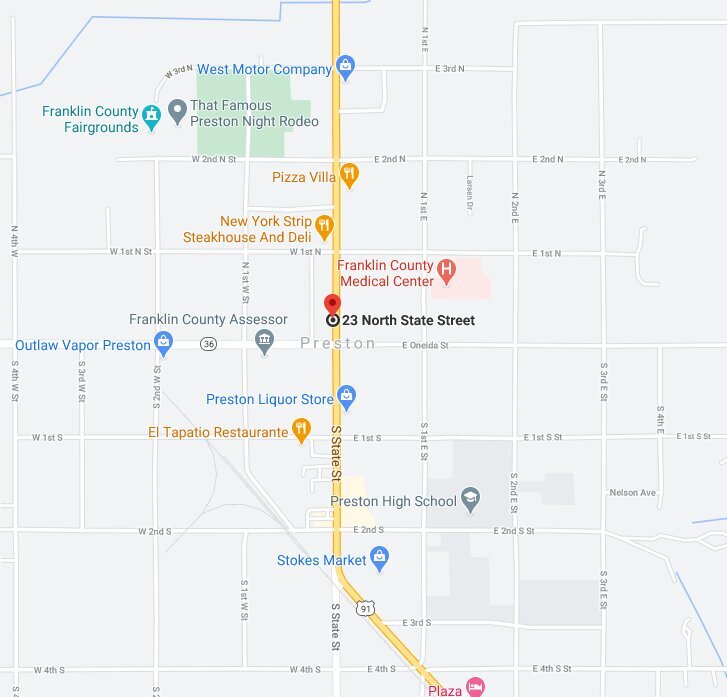 N 1st E
West Motor Company
E 3rd N
W 3rd N
Franklin County
Fairgrounds
That Famous
Preston Night Rodeo
W 2nd N St
E 2nd N
E 2nd N
E 2nd N
Pizza Villa
Larsen Dr
N 4th W
N 1st E
N 2nd E
N 3rd E
New York Strip
Steakhouse And Deli
W 1st N St
W 1st N
E 1st N
N 1st W St
Franklin County
Medical Center
H
23 North State Street
Franklin County Assessor
Outlaw Vapor Preston
36
Preston
E Oneida St
S 4th W St
S 3rd W St
S 2nd W St
S 3rd E St
S 4th E
Preston Liquor Store
El Tapatio Restaurante
W 1st S
E 1st S
E 1st S St
E 1st S St
S State St
S 1st E St
S 2nd E St
Preston High School
Nelson Ave
W 2nd S
E 2nd S
E 2nd S St
Stokes Market
S 1st W St
S State St
S 3rd E St
91
E 3rd S
S 4th W St
S 2nd W St
W 4th S
W 4th S
E 4th S
E 4th S St
Plaza